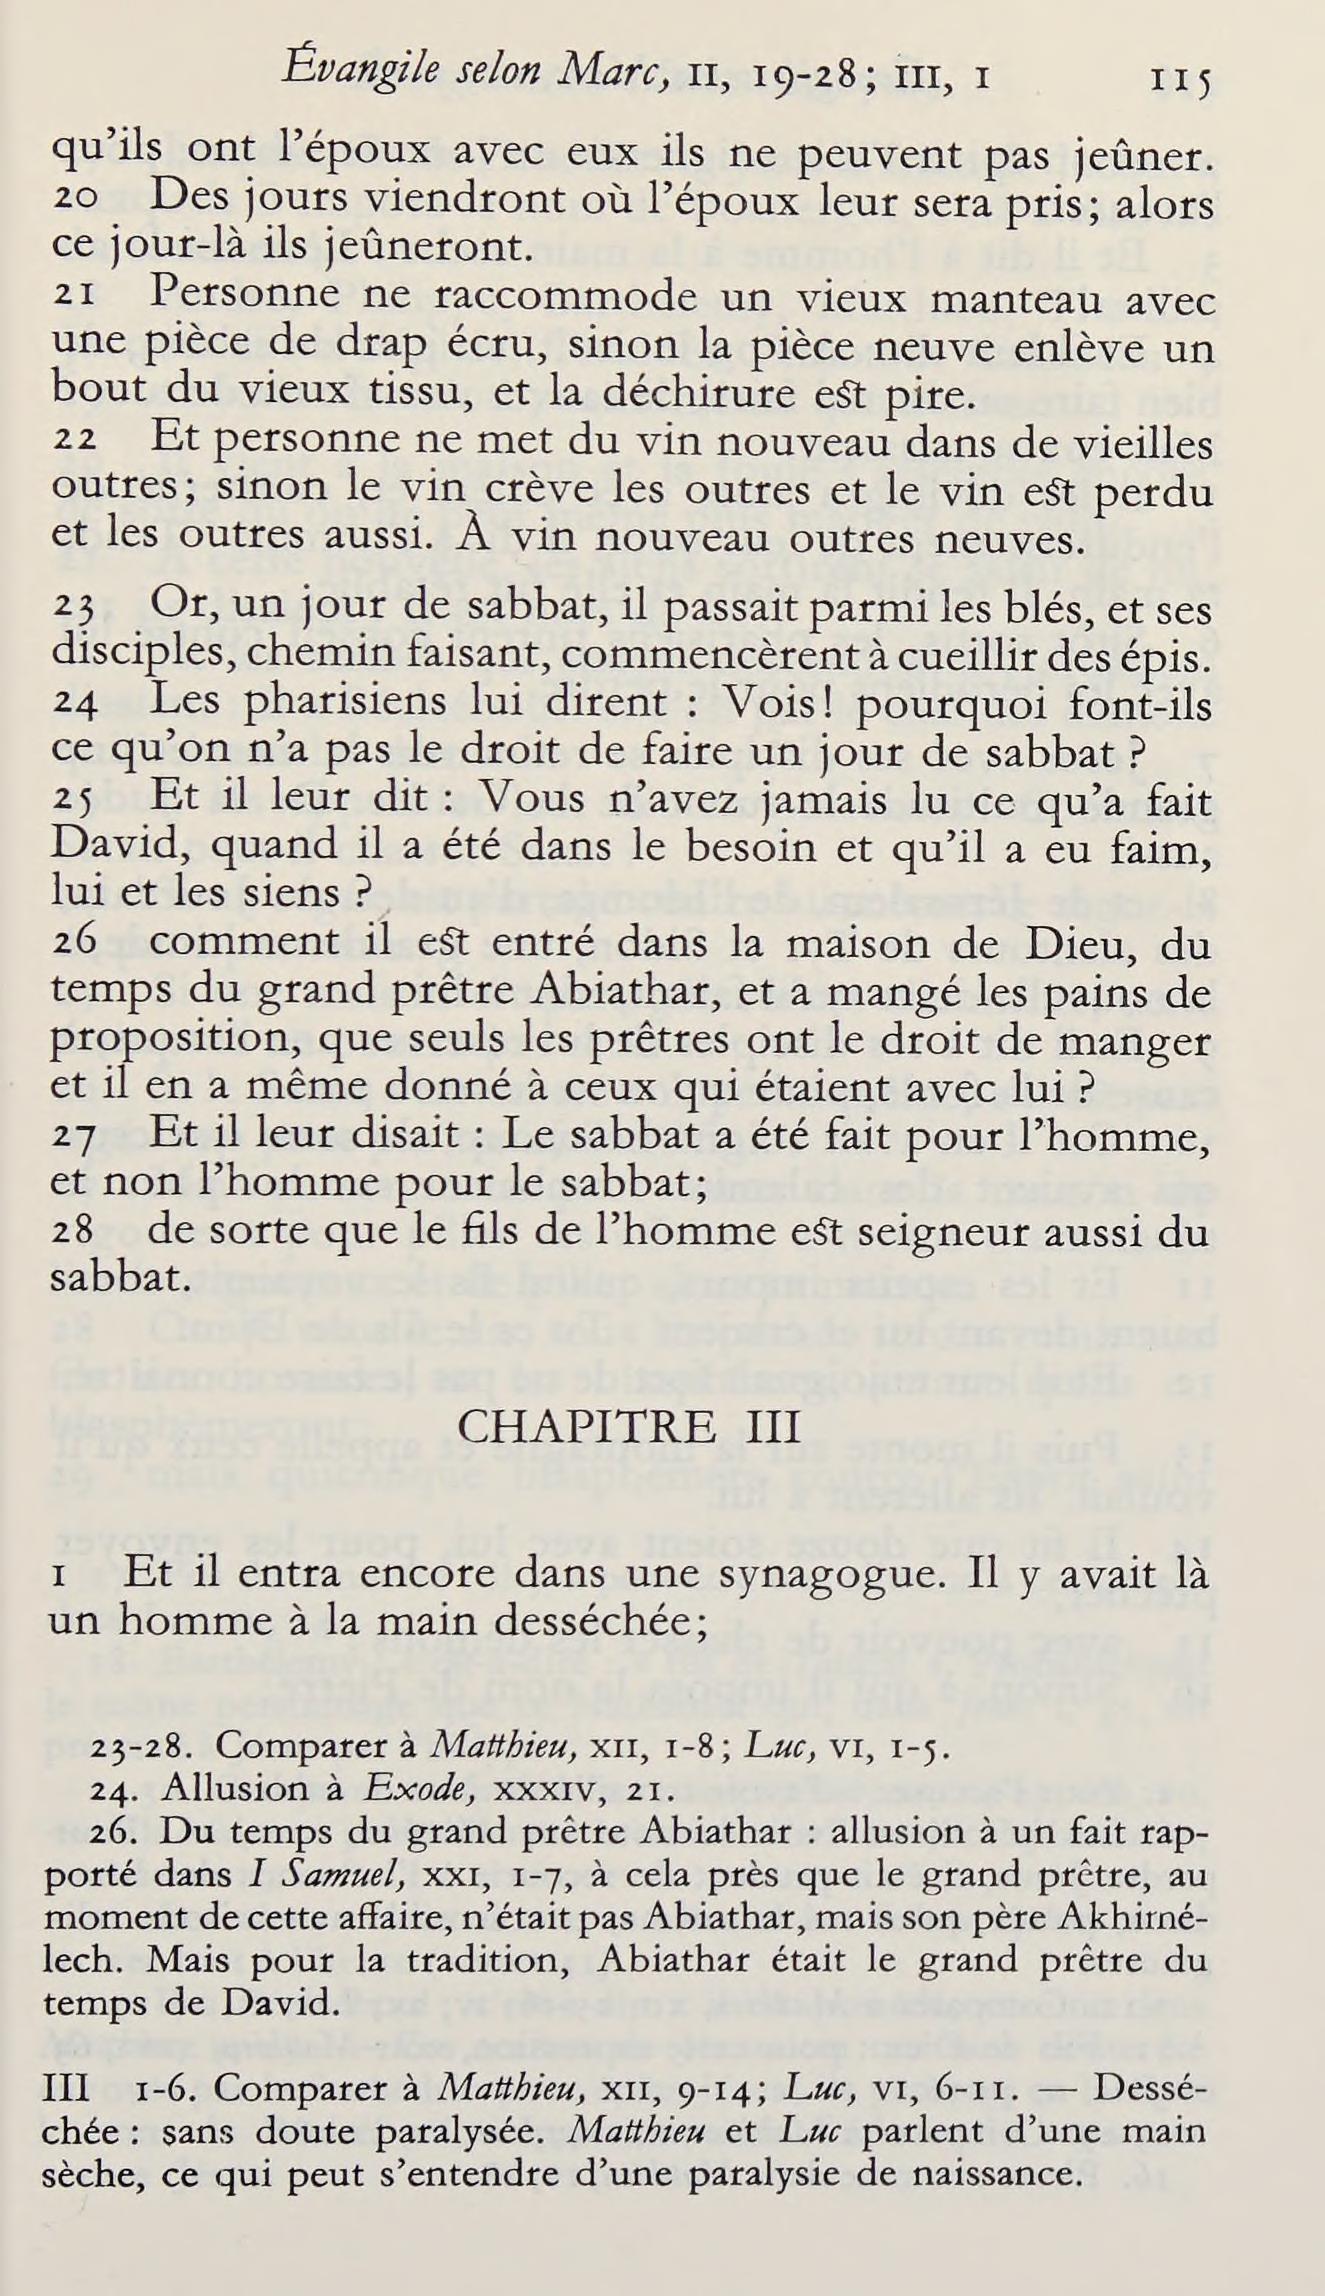 Évangile selon Marc, II, 19-28; III, 1 115
qu'ils ont l'époux avec eux ils ne peuvent pas jeûner.
20 Des jours viendront où l'époux leur sera pris; alors
ce jour-là ils jeûneront.
21 Personne ne raccommode un vieux manteau avec
une pièce de drap écru, sinon la pièce neuve enlève un
bout du vieux tissu, et la déchirure est pire.
22 Et personne ne met du vin nouveau dans de vieilles
outres; sinon le vin crève les outres et le vin est perdu
et les outres aussi. À vin nouveau outres neuves.
23 Or, un jour de sabbat, il passait parmi les blés, et ses
disciples, chemin faisant, commencèrent à cueillir des épis.
24 Les pharisiens lui dirent : Vois! pourquoi font-ils
ce qu'on n'a pas le droit de faire un jour de sabbat ?
25 Et il leur dit : Vous n'avez jamais lu ce qu'a fait
David, quand il a été dans le besoin et qu'il a eu faim,
lui et les siens ?
26 comment il est entré dans la maison de Dieu, du
temps du grand prêtre Abiathar, et a mangé les pains de
proposition, que seuls les prêtres ont le droit de manger
et il en a même donné à ceux qui étaient avec lui ?
27 Et il leur disait : Le sabbat a été fait pour l'homme,
et non l'homme pour le sabbat;
28 de sorte que le fils de l'homme est seigneur aussi du
sabbat.
CHAPITRE III
1 Et il entra encore dans une synagogue. Il y avait là
un homme à la main desséchée;
23-28. Comparer à Matthieu, XII, 1-8; Luc, VI, 1-5.
24. Allusion à Exode, XXXIV, 21.
26. Du temps du grand prêtre Abiathar : allusion à un fait rap-
porté dans I Samuel, XXI, 1-7, à cela près que le grand prêtre, au
moment de cette affaire, n'était pas Abiathar, mais son père Akhimé-
lech. Mais pour la tradition, Abiathar était le grand prêtre du
temps de David.
III 1-6. Comparer à Matthieu, XII, 9-14; Luc, VI, 6-11. — Dessé-
chée : sans doute paralysée. Matthieu et Luc parlent d'une main
sèche, ce qui peut s'entendre d'une paralysie de naissance.